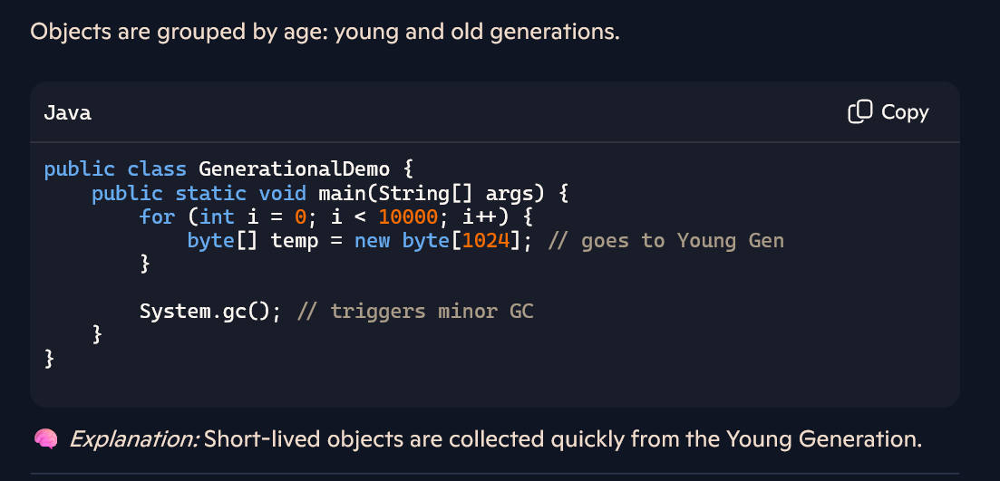 Objects are grouped by age: young and old generations.
Java
Copy
public class GenerationalDemo {
    public static void main(String[] args) {
        for (int i = 0; i < 10000; i++) {
            byte[] temp = new byte[1024]; // goes to Young Gen
        }

        System.gc(); // triggers minor GC
    }
}
Explanation: Short-lived objects are collected quickly from the Young Generation.